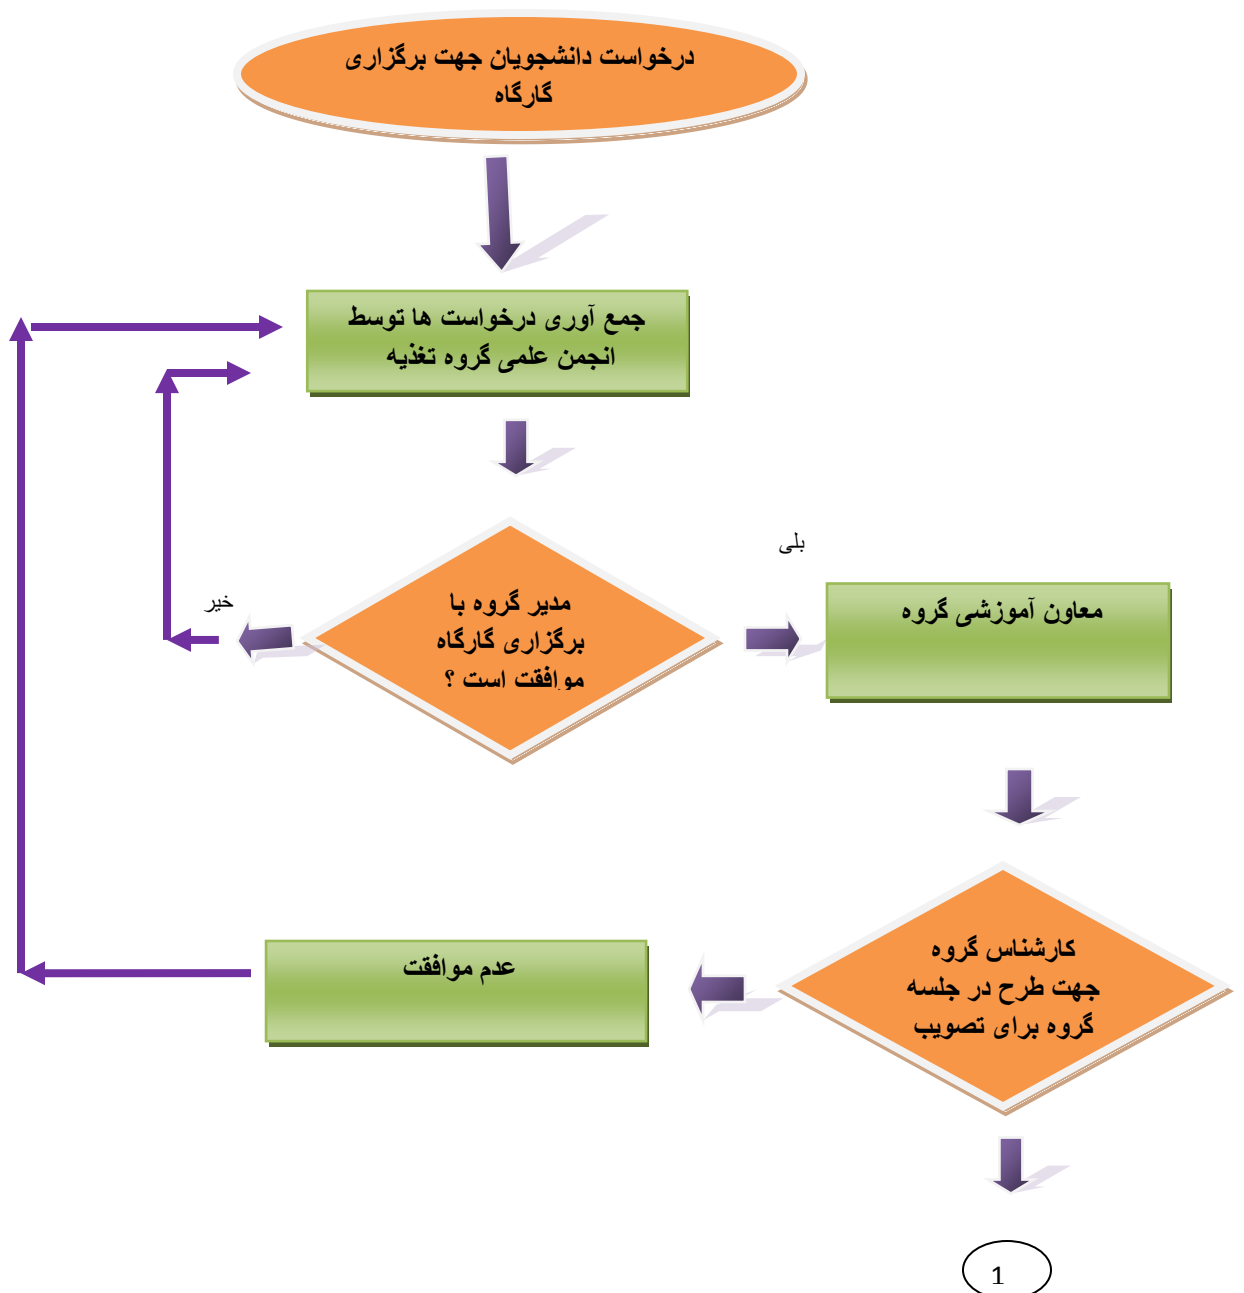 درخواست دانشجویان جهت برگزاری
گارگاه
جمع آوری درخواست ها توسط
انجمن علمی گروه تغذیه
بلی
خیر
مدیر گروه با
برگزاری گارگاه
موافقت است ؟
معاون آموزشی گروه
کارشناس گروه
جهت طرح در جلسه
گروه برای تصویب
عدم موافقت
1